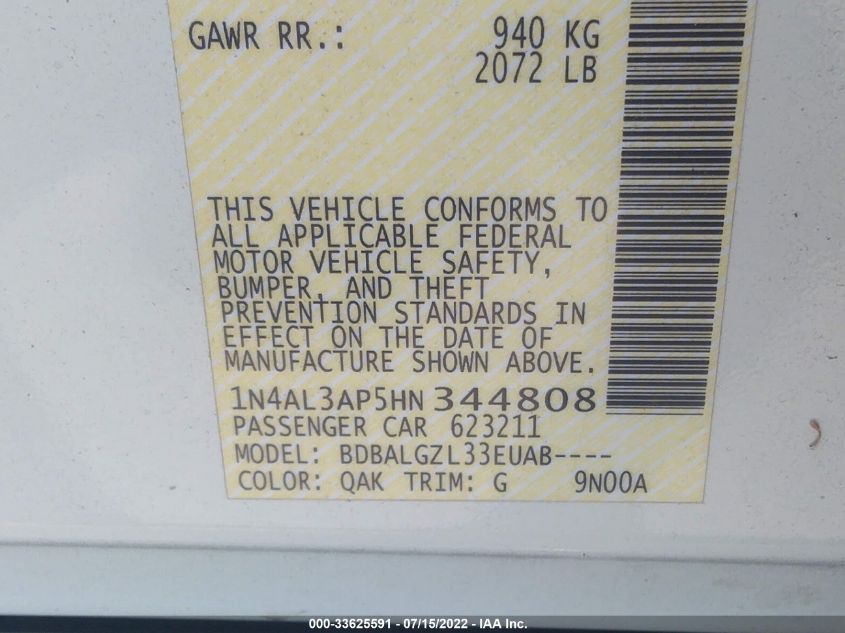 GAWR RR.: 940 KG
2072 LB
THIS VEHICLE CONFORMS TO
ALL APPLICABLE FEDERAL
MOTOR VEHICLE SAFETY,
BUMPER, AND THEFT
PREVENTION STANDARDS IN
EFFECT ON THE DATE OF
MANUFACTURE SHOWN ABOVE.
1N4AL3AP5HN344808
PASSENGER CAR 623211
MODEL: BDBALGZL33EUAB----
COLOR: QAK TRIM: G 9N00A
000-33625591 - 07/15/2022 - IAA Inc.